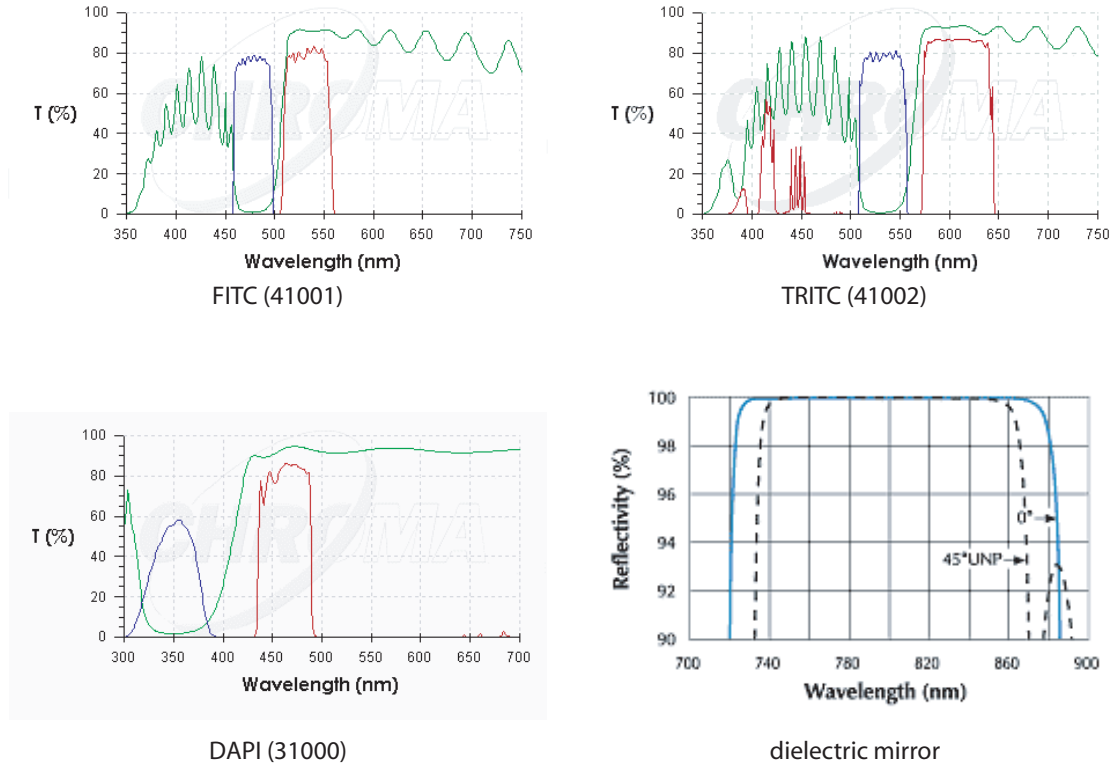 100
80
60
40
20
0
T (%)
CHROMA
350 400 450 500 550 600 650 700 750
Wavelength (nm)
FITC (41001)
100
80
60
40
20
0
T (%)
CHROMA
350 400 450 500 550 600 650 700 750
Wavelength (nm)
TRITC (41002)
100
80
60
40
20
0
T (%)
CHROMA
300 350 400 450 500 550 600 650 700
Wavelength (nm)
DAPI (31000)
100
98
96
94
92
90
Reflectivity (%)
0°
45°UNP
700 740 780 820 860 900
Wavelength (nm)
dielectric mirror